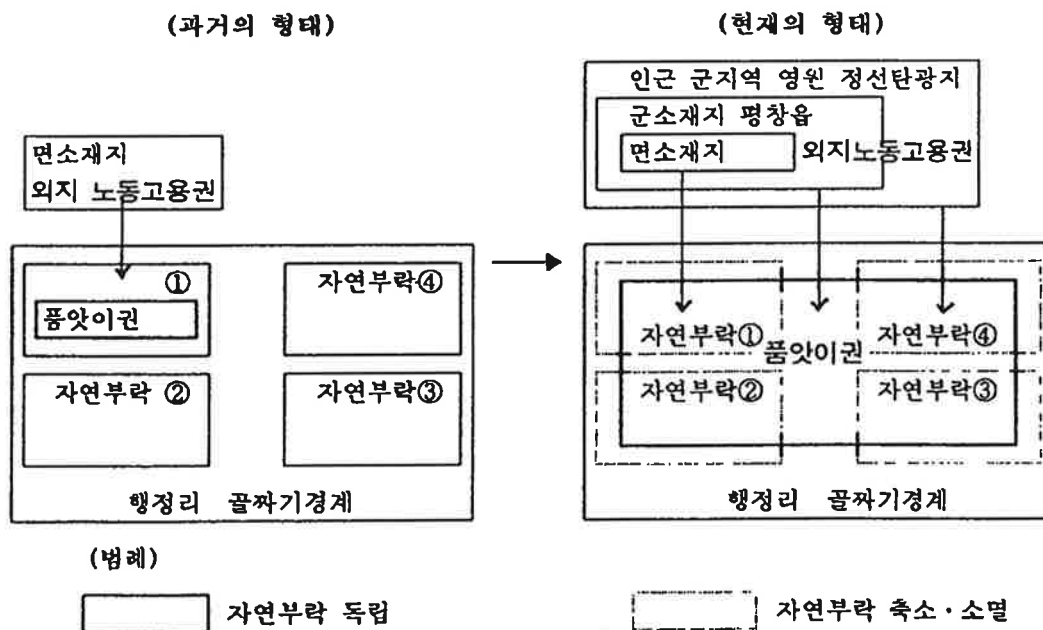 (과거의 형태)
면소재지
외지 노동고용권
①
품앗이권
자연부락④
자연부락 ②
자연부락③
행정리 골짜기경계
(현재의 형태)
인근 군지역 영원 정선탄광지
군소재지 평창읍
면소재지
외지노동고용권
자연부락①
품앗이권
자연부락④
자연부락②
자연부락③
행정리 골짜기경계
(범례)
자연부락 독립
자연부락 축소·소멸